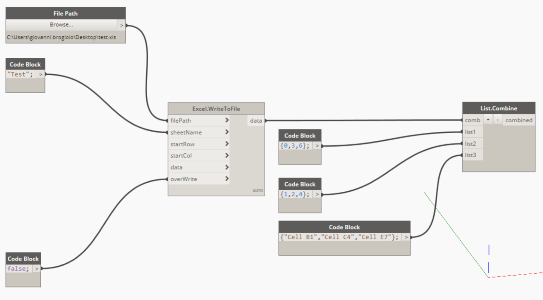 File Path
Browse... >
C:\Users\giovanni.brogiolo\Desktop\test.xls
Code Block
"Test"; >
Excel.WriteToFile
filePath > data
sheetName >
startRow >
startCol >
data >
overWrite >
Code Block
{0,3,6}; >
Code Block
{1,2,4}; >
Code Block
{"Cell B1","Cell C4","Cell E7"}; >
List.Combine
comb + - combined
list1
list2
list3
Code Block
false; >